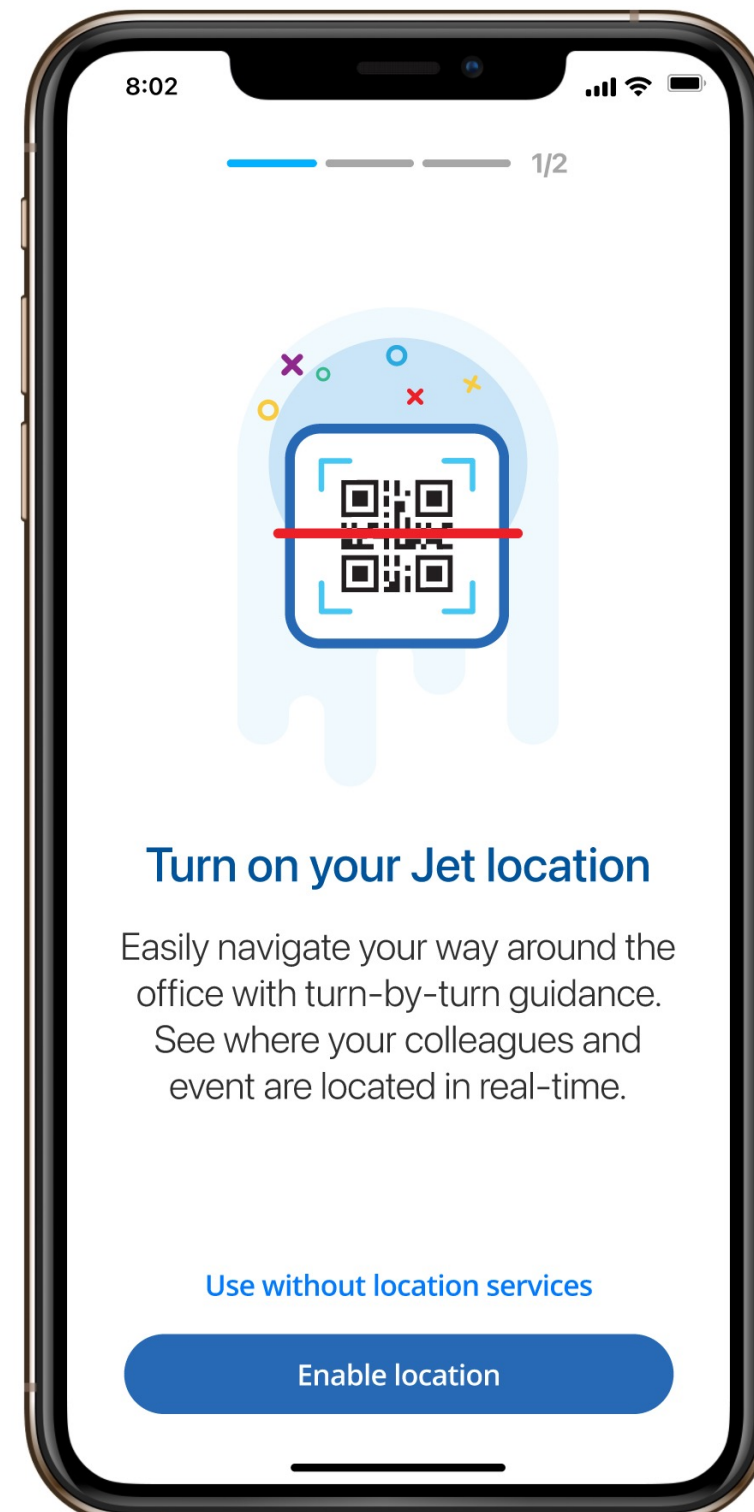 8:02
1/2
Turn on your Jet location
Easily navigate your way around the
office with turn-by-turn guidance.
See where your colleagues and
event are located in real-time.
Use without location services
Enable location